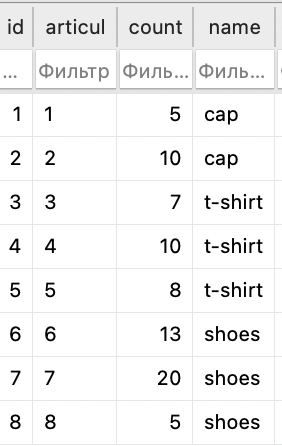 id articul count name
... Фильтр Филь... Филь...
1 1 5 cap
2 2 10 cap
3 3 7 t-shirt
4 4 10 t-shirt
5 5 8 t-shirt
6 6 13 shoes
7 7 20 shoes
8 8 5 shoes